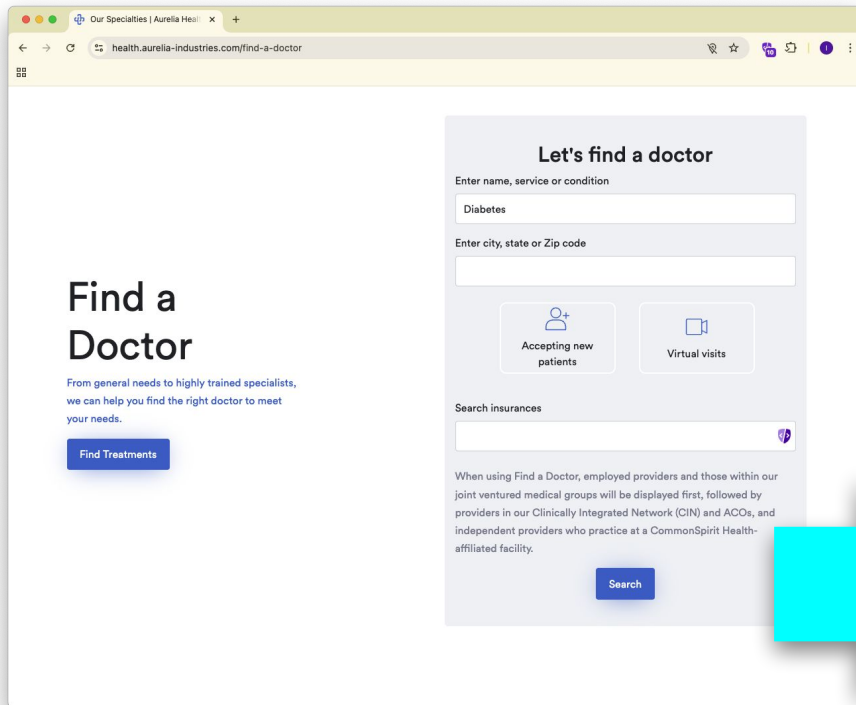 Our Specialties | Aurelia Heal
health.aurelia-industries.com/find-a-doctor
10
I
Find a
Doctor
From general needs to highly trained specialists,
we can help you find the right doctor to meet
your needs.
Find Treatments
Let's find a doctor
Enter name, service or condition
Diabetes
Enter city, state or Zip code
Accepting new
patients
Virtual visits
Search insurances
When using Find a Doctor, employed providers and those within our
joint ventured medical groups will be displayed first, followed by
providers in our Clinically Integrated Network (CIN) and ACOs, and
independent providers who practice at a CommonSpirit Health-
affiliated facility.
Search